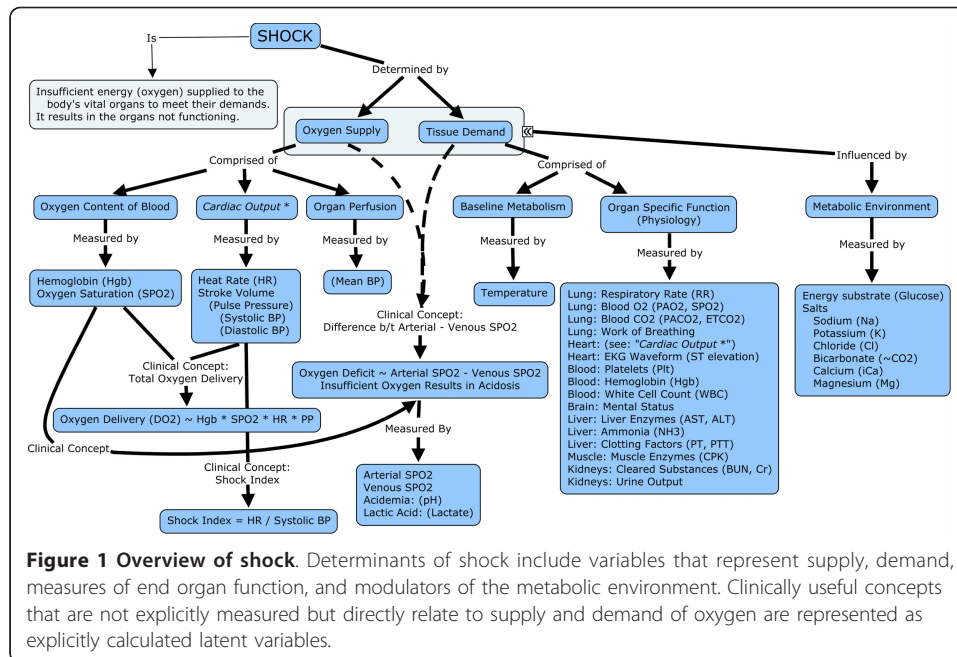 Is
SHOCK
Determined by
Insufficient energy (oxygen) supplied to the
body's vital organs to meet their demands.
It results in the organs not functioning.
Oxygen Supply
Tissue Demand
Influenced by
Comprised of
Comprised of
Oxygen Content of Blood
Cardiac Output *
Organ Perfusion
Baseline Metabolism
Organ Specific Function
(Physiology)
Metabolic Environment
Measured by
Measured by
Measured by
Measured by
Measured by
Measured by
Hemoglobin (Hgb)
Oxygen Saturation (SPO2)
Heat Rate (HR)
Stroke Volume
(Pulse Pressure)
(Systolic BP)
(Diastolic BP)
(Mean BP)
Temperature
Lung: Respiratory Rate (RR)
Lung: Blood O2 (PAO2, SPO2)
Lung: Blood CO2 (PACO2, ETCO2)
Lung: Work of Breathing
Heart: (see: "Cardiac Output *")
Heart: EKG Waveform (ST elevation)
Blood: Platelets (Plt)
Blood: Hemoglobin (Hgb)
Blood: White Cell Count (WBC)
Brain: Mental Status
Liver: Liver Enzymes (AST, ALT)
Liver: Ammonia (NH3)
Liver: Clotting Factors (PT, PTT)
Muscle: Muscle Enzymes (CPK)
Kidneys: Cleared Substances (BUN, Cr)
Kidneys: Urine Output
Energy substrate (Glucose)
Salts
Sodium (Na)
Potassium (K)
Chloride (Cl)
Bicarbonate (~CO2)
Calcium (iCa)
Magnesium (Mg)
Clinical Concept:
Difference b/t Arterial - Venous SPO2
Clinical Concept:
Total Oxygen Delivery
Oxygen Deficit ~ Arterial SPO2 - Venous SPO2
Insufficient Oxygen Results in Acidosis
Oxygen Delivery (DO2) ~ Hgb * SPO2 * HR * PP
Measured By
Clinical Concept
Clinical Concept:
Shock Index
Arterial SPO2
Venous SPO2
Acidemia: (pH)
Lactic Acid: (Lactate)
Shock Index = HR / Systolic BP
Figure 1 Overview of shock. Determinants of shock include variables that represent supply, demand,
measures of end organ function, and modulators of the metabolic environment. Clinically useful concepts
that are not explicitly measured but directly relate to supply and demand of oxygen are represented as
explicitly calculated latent variables.